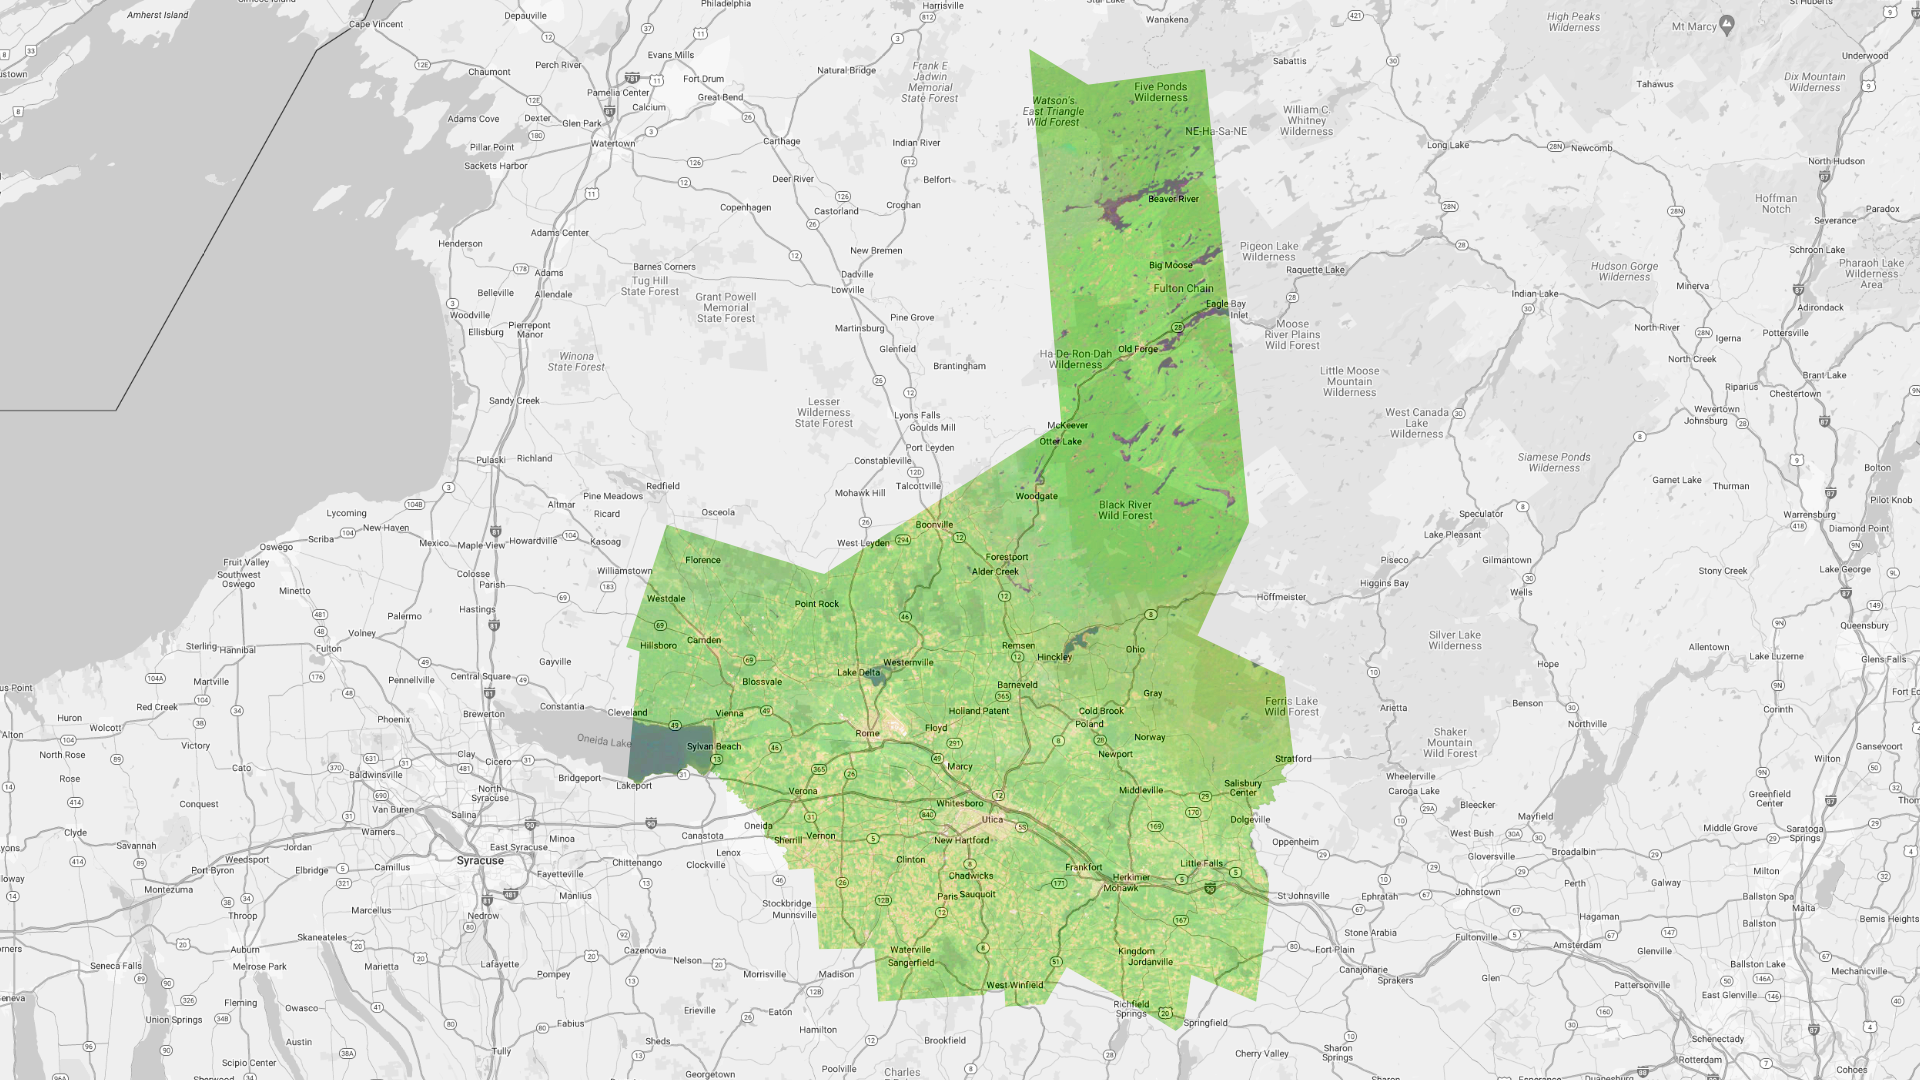 Amherst Island
Cape Vincent
Depauville
Philadelphia
Harrisville
Wanakena
High Peaks
Wilderness
Mt Marcy
Underwood
Chaumont
Perch River
Evans Mills
Fort Drum
Natural Bridge
Frank E
Jadwin
Memorial
State Forest
Sabattis
Tahawus
Dix Mountain
Wilderness
Pamelia Center
Calcium
Great Bend
Watson's
East Triangle
Wild Forest
Five Ponds
Wilderness
William C
Whitney
Wilderness
Adams Cove
Dexter
Glen Park
Watertown
Carthage
Indian River
NE-Ha-Sa-NE
Long Lake
Newcomb
Pillar Point
Sackets Harbor
Deer River
Belfort
North Hudson
Copenhagen
Castorland
Croghan
Beaver River
Hoffman
Notch
Paradox
Severance
Henderson
Adams Center
New Bremen
Pigeon Lake
Wilderness
Schroon Lake
Adams
Barnes Corners
Tug Hill
State Forest
Dadville
Lowville
Big Moose
Raquette Lake
Hudson Gorge
Wilderness
Pharaoh Lake
Wilderness
Area
Belleville
Allendale
Grant Powell
Memorial
State Forest
Fulton Chain
Eagle Bay
Inlet
Indian Lake
Minerva
Adirondack
Woodville
Ellisburg
Pierrepont
Manor
Martinsburg
Pine Grove
Moose
River Plains
Wild Forest
North River
Igerna
Pottersville
Winona
State Forest
Glenfield
Brantingham
Ha-De-Ron-Dah
Wilderness
Old Forge
North Creek
Riparius
Brant Lake
Little Moose
Mountain
Wilderness
Chestertown
Sandy Creek
Lesser
Wilderness
State Forest
Lyons Falls
Goulds Mill
McKeever
Otter Lake
West Canada
Lake
Wilderness
Wevertown
Johnsburg
Port Leyden
Pulaski
Richland
Constableville
Talcottville
Siamese Ponds
Wilderness
Bolton
Garnet Lake
Thurman
Pilot Knob
Redfield
Pine Meadows
Mohawk Hill
Woodgate
Black River
Wild Forest
Speculator
Warrensburg
Altmar
Ricard
Osceola
Boonville
Lake Pleasant
Diamond Point
Lycoming
New Haven
Scriba
Oswego
Mexico
Maple View
Howardville
Kasoag
West Leyden
Fruit Valley
Southwest
Oswego
Colosse
Parish
Williamstown
Florence
Forestport
Alder Creek
Piseco
Higgins Bay
Gilmantown
Stony Creek
Lake George
Minetto
Hastings
Palermo
Westdale
Point Rock
Hoffmeister
Wells
Queensbury
Volney
Fulton
Sterling
Hannibal
Hillsboro
Camden
Remsen
Hinckley
Ohio
Silver Lake
Wilderness
Allentown
Lake Luzerne
Glens Falls
Gayville
Westernville
Lake Delta
Hope
Martville
Pennellville
Central Square
Blossvale
Barneveld
Gray
Benson
Red Creek
Huron
Wolcott
Constantia
Cleveland
Vienna
Holland Patent
Cold Brook
Poland
Ferris Lake
Wild Forest
Arietta
Northville
Corinth
Phoenix
Brewerton
Floyd
Rome
Norway
Newport
Shaker
Mountain
Wild Forest
Alton
North Rose
Victory
Oneida Lake
Sylvan Beach
Gansevoort
Wilton
Rose
Cato
Clay
Cicero
Baldwinsville
Bridgeport
Lakeport
Marcy
Stratford
Wheelerville
Caroga Lake
Conquest
Van Buren
North
Syracuse
Verona
Whitesboro
Middleville
Salisbury
Center
Bleecker
Greenfield
Center
Salina
Warners
Oneida
Utica
Dolgeville
Mayfield
Middle Grove
Saratoga
Springs
Clyde
Savannah
Jordan
Minoa
East Syracuse
Canastota
Sherrill
Vernon
New Hartford
West Bush
Oppenheim
Syracuse
Lenox
Clockville
Chittenango
Clinton
Frankfort
Little Falls
Gloversville
Broadalbin
Milton
Weedsport
Port Byron
Elbridge
Camillus
Fayetteville
Chadwicks
Herkimer
Mohawk
Johnstown
Perth
Galway
Montezuma
Manlius
Paris
Sauquoit
St Johnsville
Ephratah
Ballston Spa
Malta
Marcellus
Nedrow
Stockbridge
Munnsville
Throop
Hagaman
Bemis Heights
Skaneateles
Stone Arabia
Fonda
Fultonville
Amsterdam
Auburn
Melrose Park
Cazenovia
Waterville
Sangerfield
Kingdom
Jordanville
Fort Plain
Glenville
Seneca Falls
Marietta
Lafayette
Pompey
Nelson
Morrisville
Madison
Canajoharie
Sprakers
Glen
Ballston Lake
Mechanicville
West Winfield
Pattersonville
East Glenville
Fleming
Owasco
Union Springs
Fabius
Erieville
Eaton
Hamilton
Richfield
Springs
Springfield
Schenectady
Austin
Scipio Center
Tully
Sheds
Brookfield
Cherry Valley
Sharon
Springs
Rotterdam
Georgetown
Poolville
Charles
Cohoes